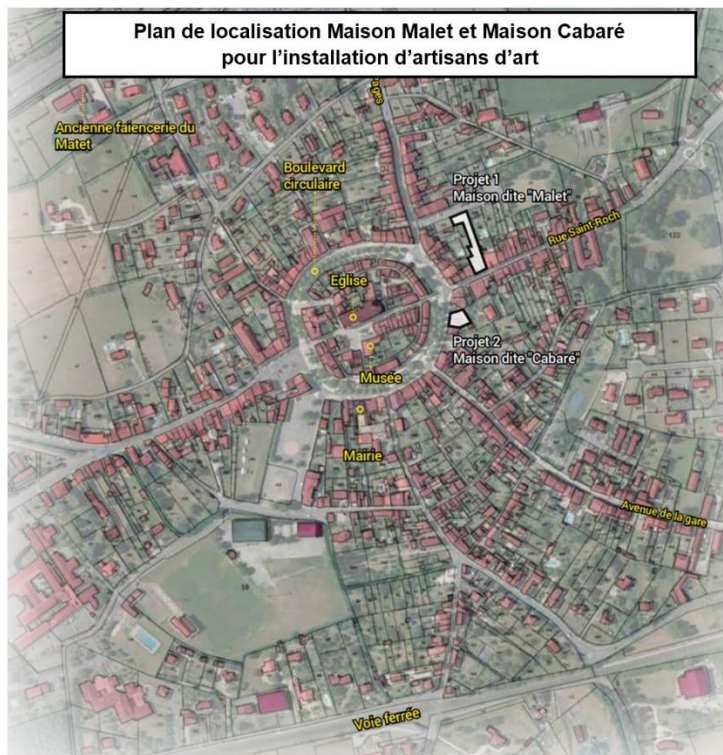 Plan de localisation Maison Malet et Maison Cabaré
pour l'installation d'artisans d'art
Ancienne faiencerie du
Matet
Boulevard
circulaire
Projet 1
Maison dite "Malet"
Rue Saint-Roch
122
Eglise
Projet 2
Maison dite "Cabaré"
Musée
Mairie
Avenue de la gare
Voie ferrée